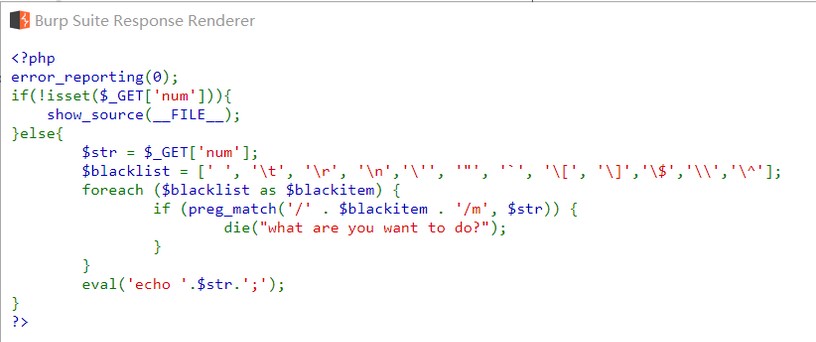 Burp Suite Response Renderer
<?php
error_reporting(0);
if(!isset($_GET['num'])){
    show_source(__FILE__);
}else{
        $str = $_GET['num'];
        $blacklist = [' ', '\t', '\r', '\n','\'', '"', '`', '\[', '\]','\$','\\','\^'];
        foreach ($blacklist as $blackitem) {
                if (preg_match('/' . $blackitem . '/m', $str)) {
                        die("what are you want to do?");
                }
        }
        eval('echo '.$str.';');
}
?>